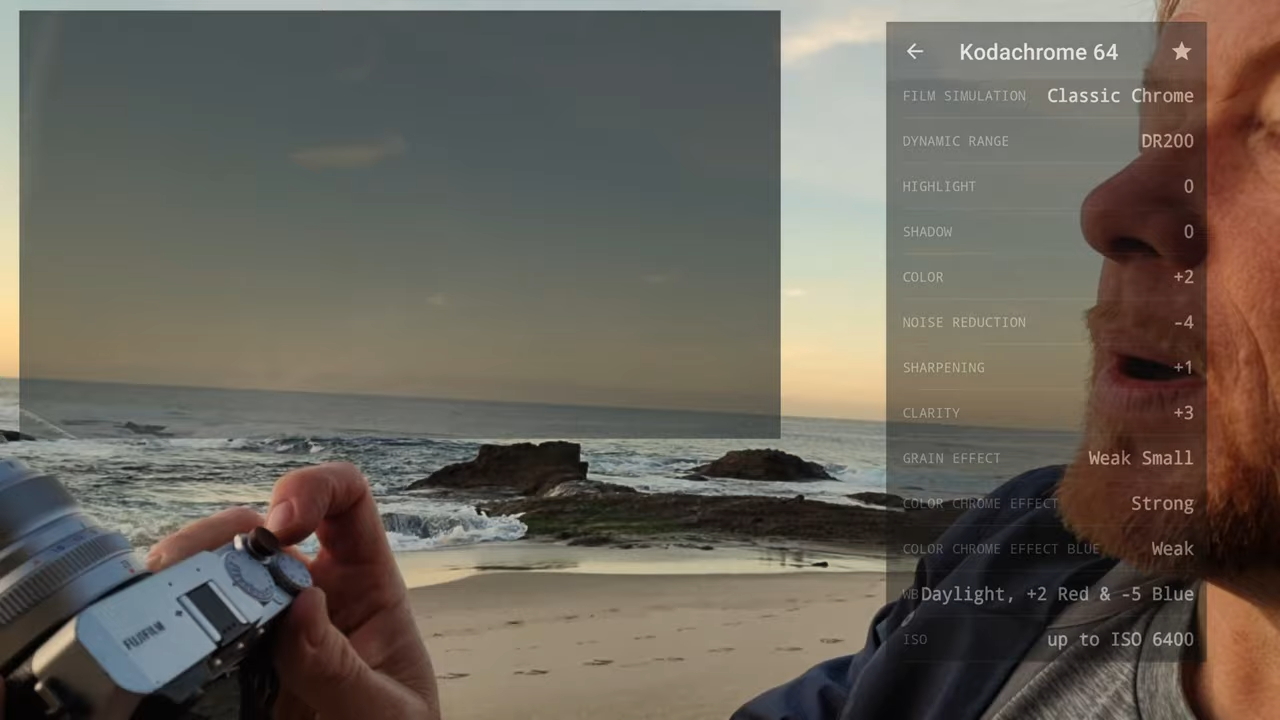 Kodachrome 64
FILM SIMULATION Classic Chrome
DYNAMIC RANGE DR200
HIGHLIGHT 0
SHADOW 0
COLOR +2
NOISE REDUCTION -4
SHARPENING +1
CLARITY +3
GRAIN EFFECT Weak Small
COLOR CHROME EFFECT Strong
COLOR CHROME EFFECT BLUE Weak
WB Daylight, +2 Red & -5 Blue
ISO up to ISO 6400
FUJIFILM